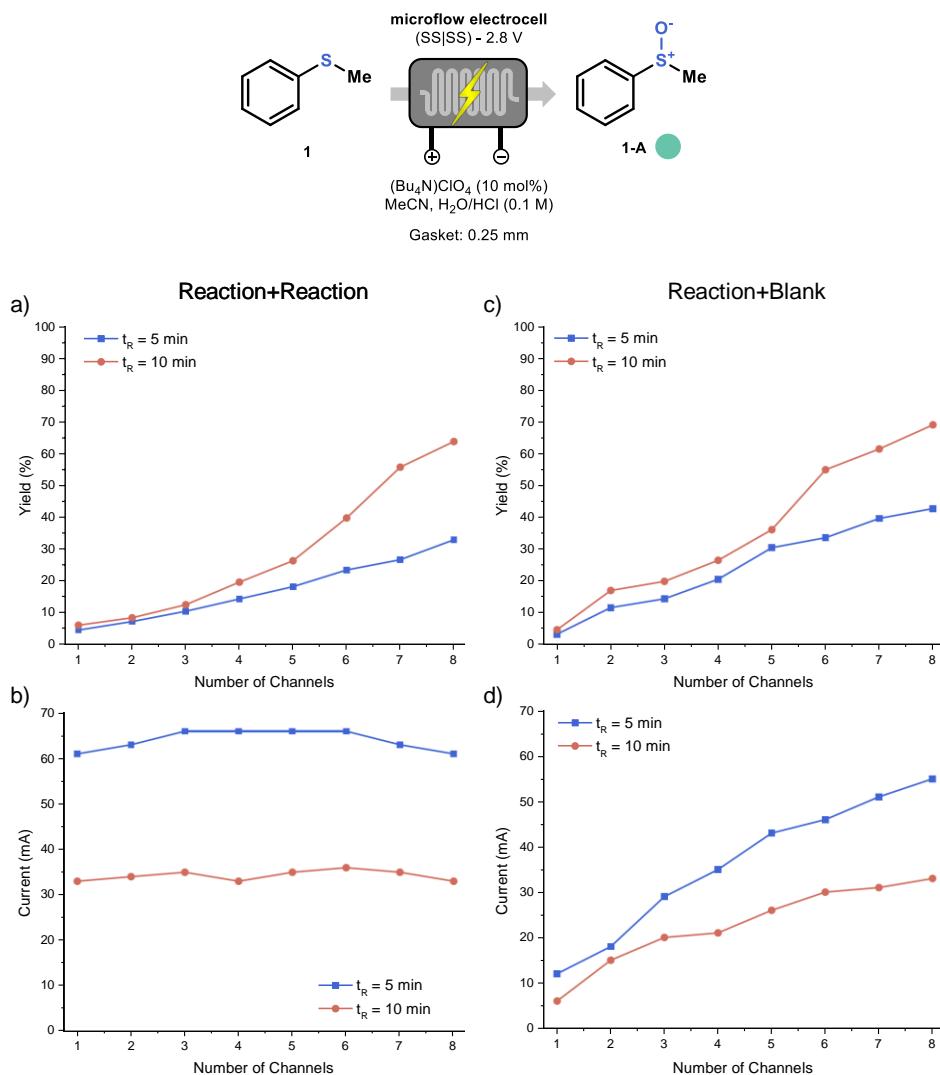 microflow electrocell
(SS|SS) - 2.8 V
S
Me
1
+
−
O-
S+
Me
1-A
(Bu4N)ClO4 (10 mol%)
MeCN, H2O/HCl (0.1 M)
Gasket: 0.25 mm
Reaction+Reaction
a)
tR = 5 min
tR = 10 min
100
90
80
70
60
50
40
30
20
10
0
Yield (%)
1 2 3 4 5 6 7 8
Number of Channels
Reaction+Blank
c)
tR = 5 min
tR = 10 min
100
90
80
70
60
50
40
30
20
10
0
Yield (%)
1 2 3 4 5 6 7 8
Number of Channels
b)
70
60
50
40
30
20
10
0
Current (mA)
tR = 5 min
tR = 10 min
1 2 3 4 5 6 7 8
Number of Channels
d)
tR = 5 min
tR = 10 min
70
60
50
40
30
20
10
0
Current (mA)
1 2 3 4 5 6 7 8
Number of Channels